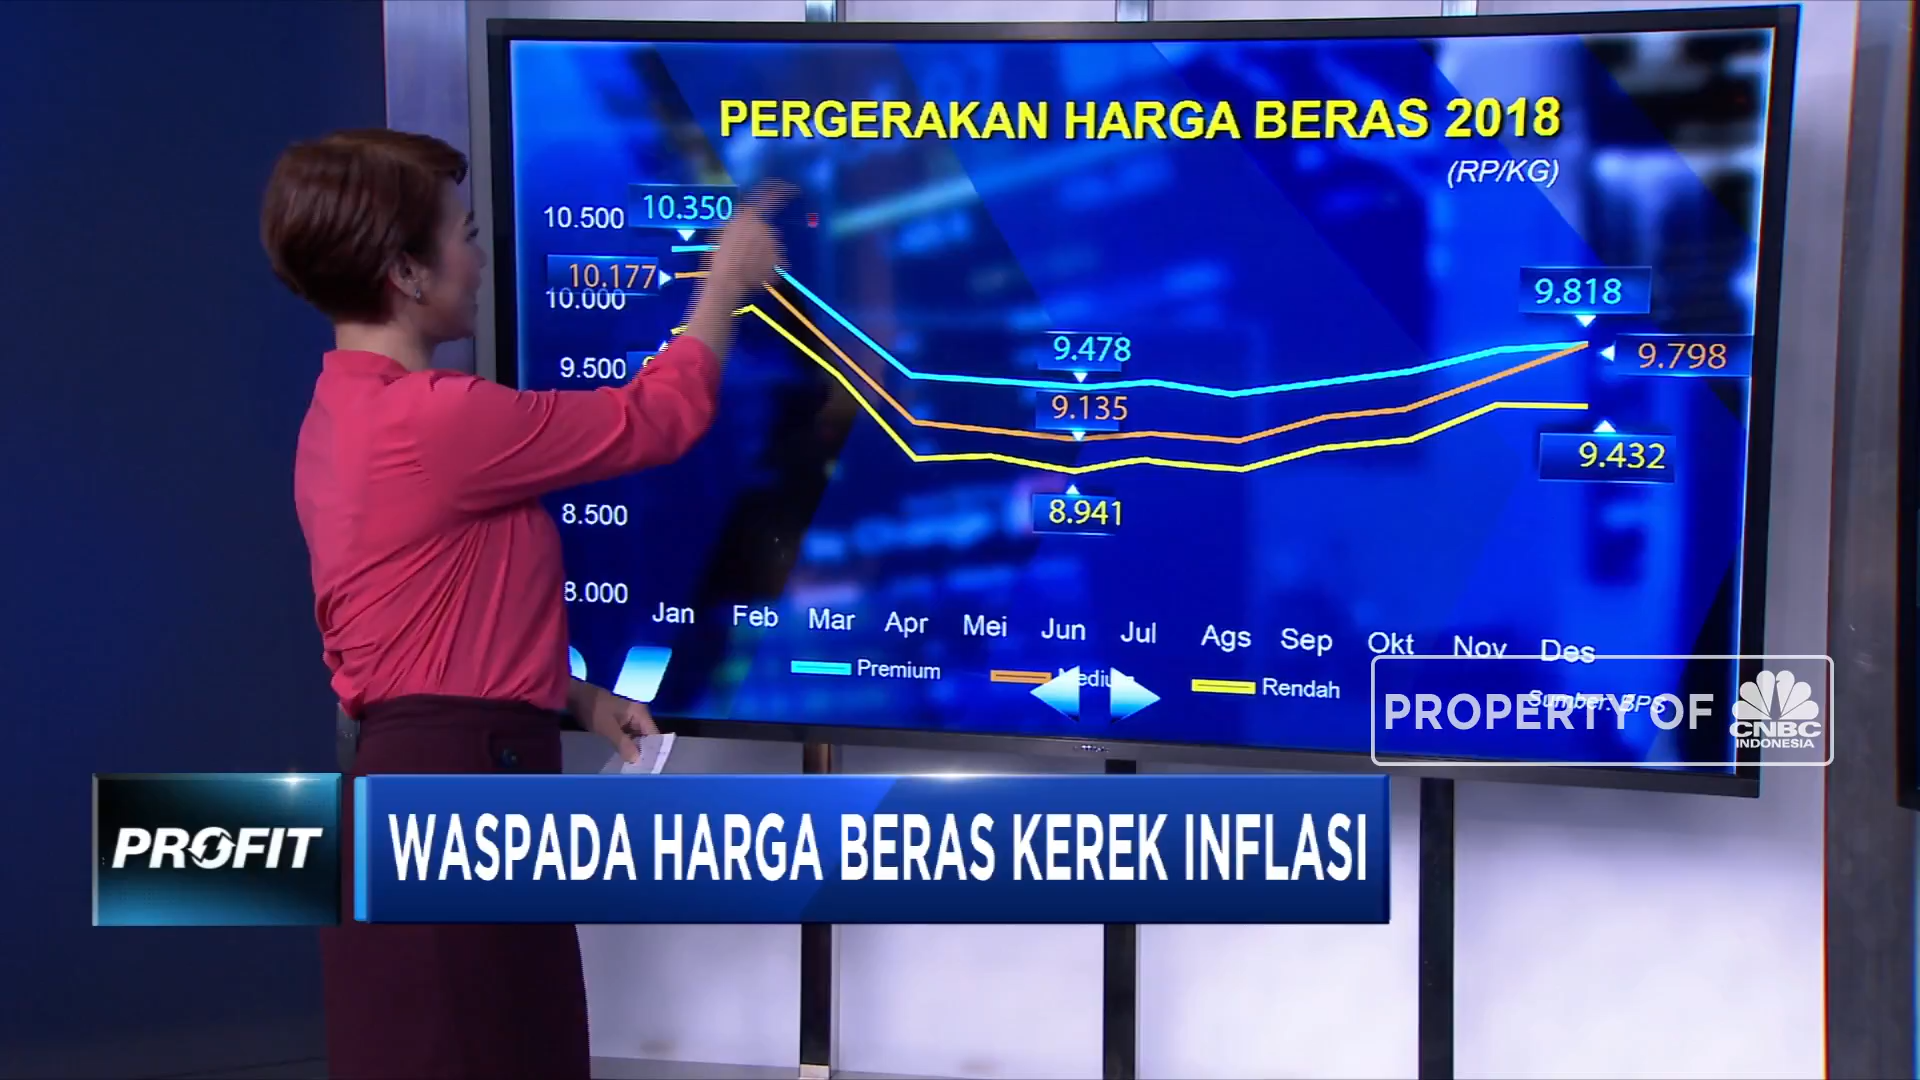 PERGERAKAN HARGA BERAS 2018
(RP/KG)
10.500
10.350
10.177
10.000
9.500
9.478
9.135
8.941
9.818
9.798
9.432
8.500
8.000
Jan Feb Mar Apr Mei Jun Jul Ags Sep Okt Nov Des
Premium
Rendah
Sumber: BPS
PROPERTY OF
CNBC
INDONESIA
PROFIT
WASPADA HARGA BERAS KEREK INFLASI